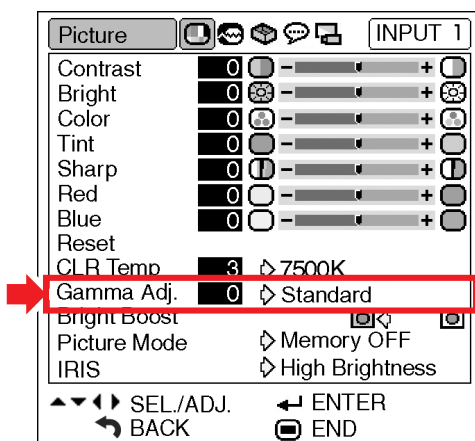 Picture INPUT 1
Contrast 0 - +
Bright 0 - +
Color 0 - +
Tint 0 - +
Sharp 0 - +
Red 0 - +
Blue 0 - +
Reset
CLR Temp 3 7500K
Gamma Adj. 0 Standard
Bright Boost
Picture Mode Memory OFF
IRIS High Brightness
SEL./ADJ. ENTER
BACK END